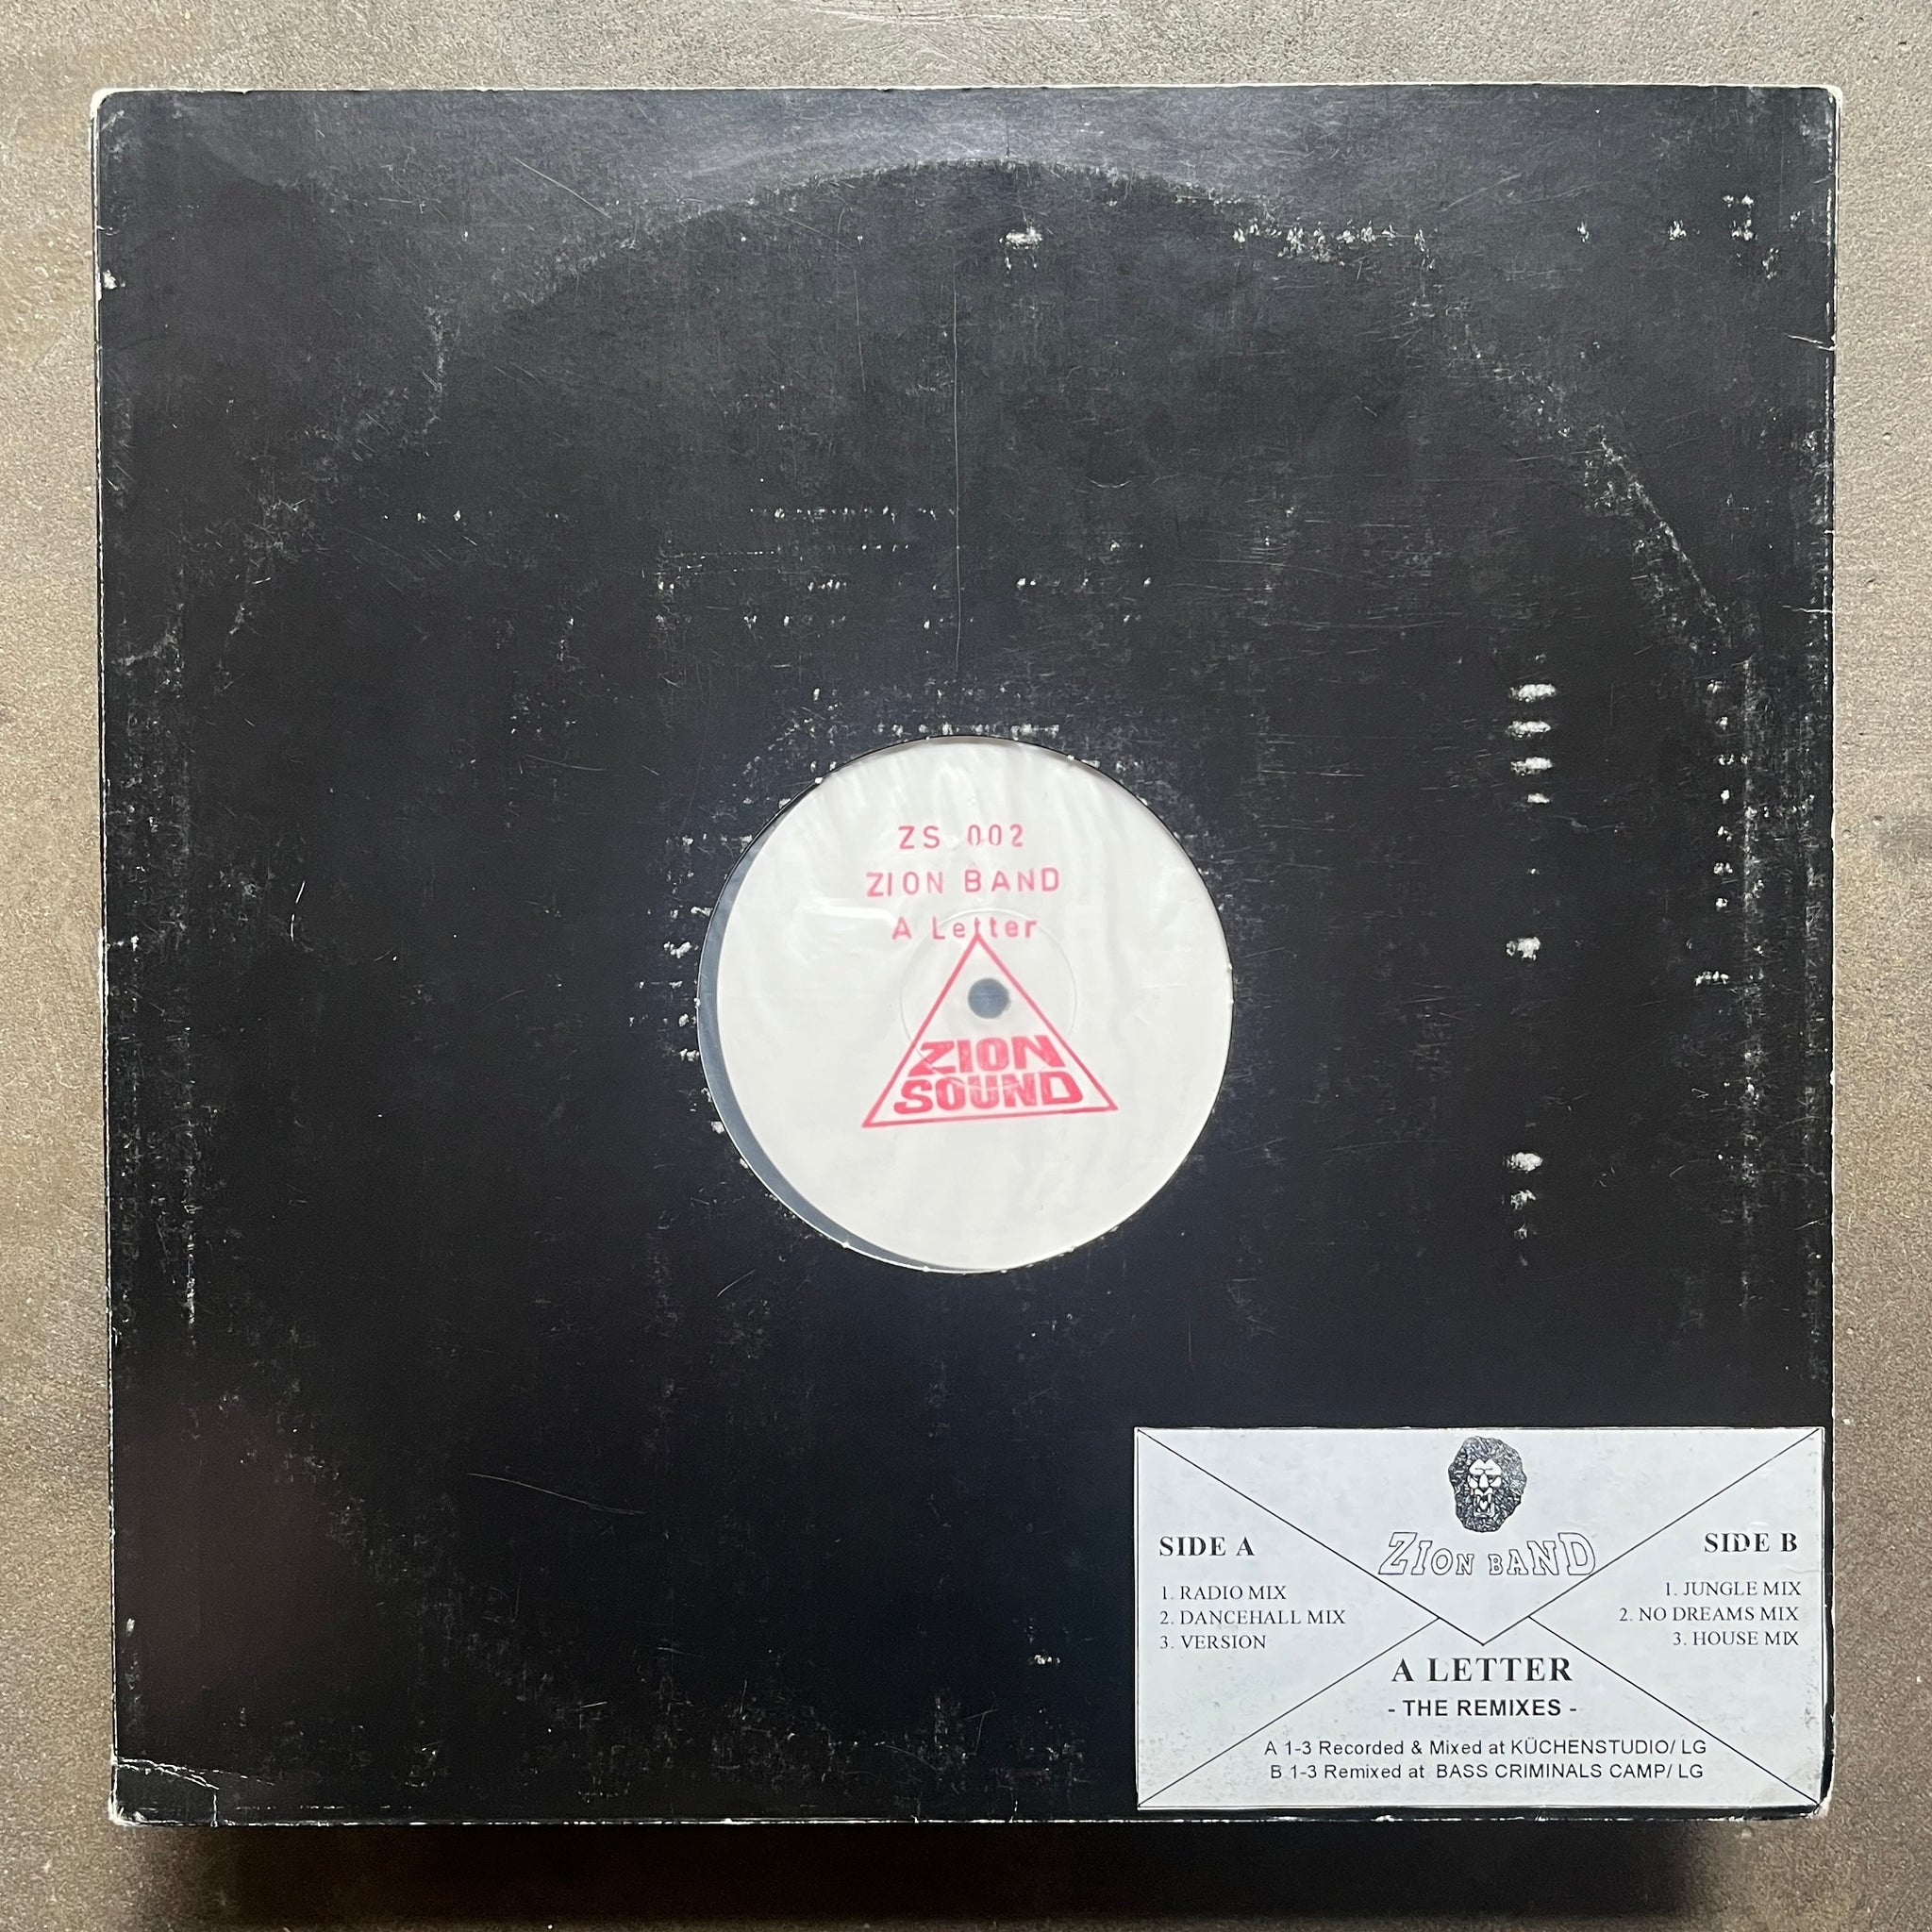 ZS 002
ZION BAND
A Letter
ZION
SOUND
ZION BAND
SIDE A
1. RADIO MIX
2. DANCEHALL MIX
3. VERSION
SIDE B
1. JUNGLE MIX
2. NO DREAMS MIX
3. HOUSE MIX
A LETTER
- THE REMIXES -
A 1-3 Recorded & Mixed at KÜCHENSTUDIO/ LG
B 1-3 Remixed at BASS CRIMINALS CAMP/ LG